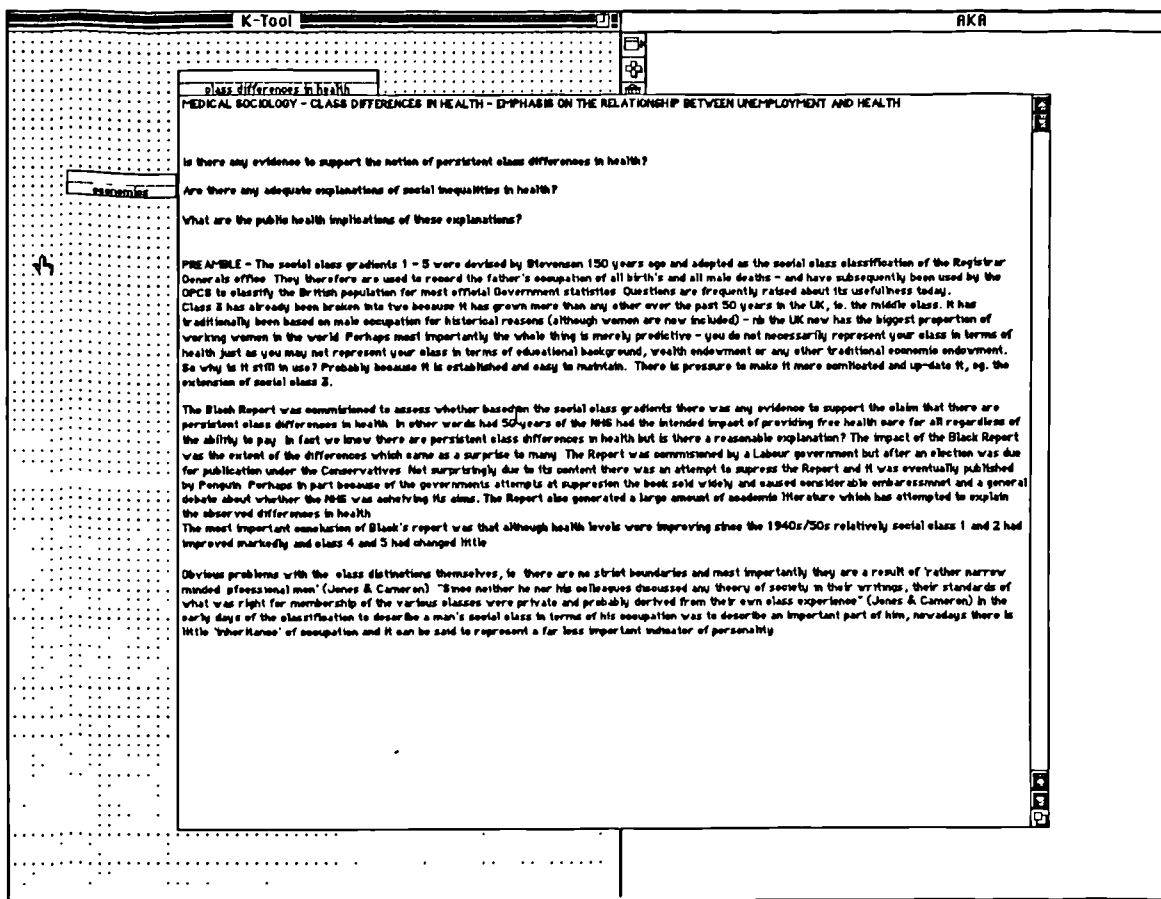 K-Tool
AKA
class differences in health
MEDICAL SOCIOLOGY - CLASS DIFFERENCES IN HEALTH - EMPHASIS ON THE RELATIONSHIP BETWEEN UNEMPLOYMENT AND HEALTH
Is there any evidence to support the notion of persistent class differences in health?
economics
Are there any adequate explanations of social inequalities in health?
What are the public health implications of these explanations?
PREAMBLE - The social class gradients 1 - 5 were devised by Stevenson 150 years ago and adopted as the social class classification of the Registrar
Generals office They therefore are used to record the father's occupation of all birth's and all male deaths - and have subsequently been used by the
OPCS to classify the British population for most official Government statistics Questions are frequently raised about its usefullness today.
Class 3 has already been broken into two because it has grown more than any other over the past 50 years in the UK, ie. the middle class. It has
traditionally been based on male occupation for historical reasons (although women are now included) - nb the UK now has the biggest proportion of
working women in the world Perhaps most importantly the whole thing is merely predictive - you do not necessarily represent your class in terms of
health just as you may not represent your class in terms of educational background, wealth endowment or any other traditional economic endowment.
So why is it still in use? Probably because it is established and easy to maintain. There is pressure to make it more comlicated and up-date it, eg. the
extension of social class 3.
The Black Report was commisioned to assess whether based on the social class gradients there was any evidence to support the claim that there are
persistent class differences in health In other words had 50 years of the NHS had the intended impact of providing free health care for all regardless of
the ability to pay In fact we know there are persistent class differences in health but is there a reasonable explanation? The impact of the Black Report
was the extent of the differences which came as a surprise to many The Report was commisioned by a Labour government but after an election was due
for publication under the Conservatives Not surprisingly due to its content there was an attempt to supress the Report and it was eventually published
by Penguin Perhaps in part because of the governments attempts at suppresion the book sold widely and caused considerable embaressmnet and a general
debate about whether the NHS was acheiving its aims. The Report also generated a large amount of academic literature which has attempted to explain
the observed differences in health
The most important conclusion of Black's report was that although health levels were improving since the 1940s/50s relatively social class 1 and 2 had
improved markedly and class 4 and 5 had changed little
Obvious problems with the class distinctions themselves, ie there are no strict boundaries and most importantly they are a result of 'rather narrow
minded pfoessional men' (Jones & Cameron) "Since neither he nor his colleagues discussed any theory of society in their writings, their standards of
what was right for membership of the various classes were private and probably derived from their own class experience" (Jones & Cameron) in the
early days of the classification to describe a man's social class in terms of his occupation was to describe an important part of him, nowadays there is
little 'inheritance' of occupation and it can be said to represent a far less important indicator of personality